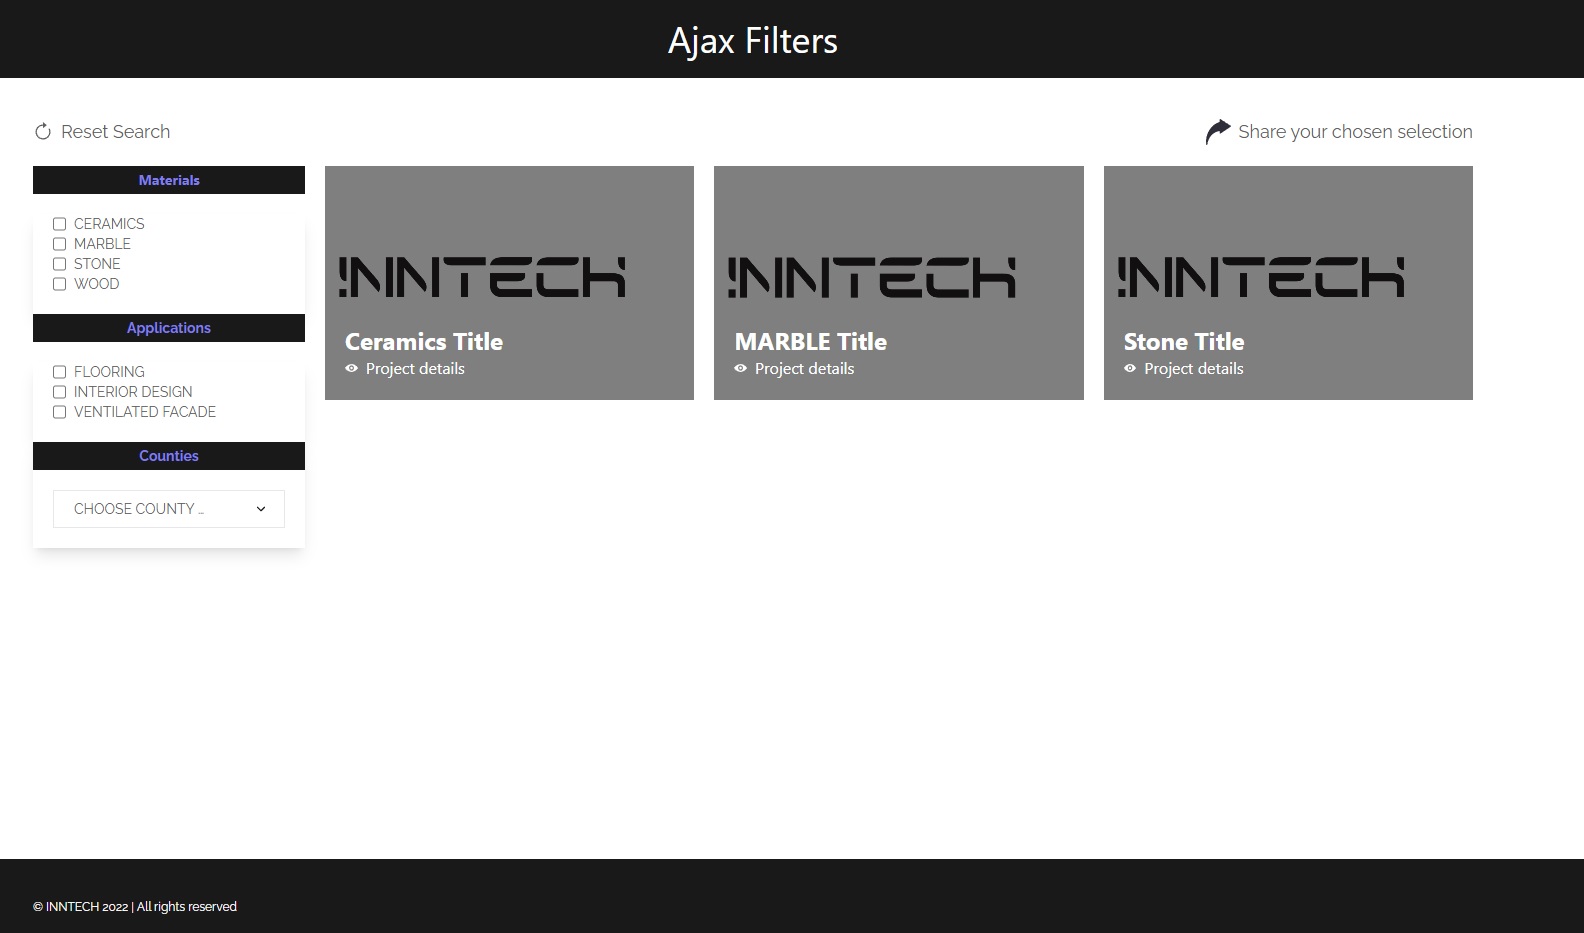 Ajax Filters
Reset Search
Share your chosen selection
Materials
CERAMICS
MARBLE
STONE
WOOD
Applications
FLOORING
INTERIOR DESIGN
VENTILATED FACADE
Counties
CHOOSE COUNTY ...
INNTECH
Ceramics Title
Project details
INNTECH
MARBLE Title
Project details
INNTECH
Stone Title
Project details
© INNTECH 2022 | All rights reserved